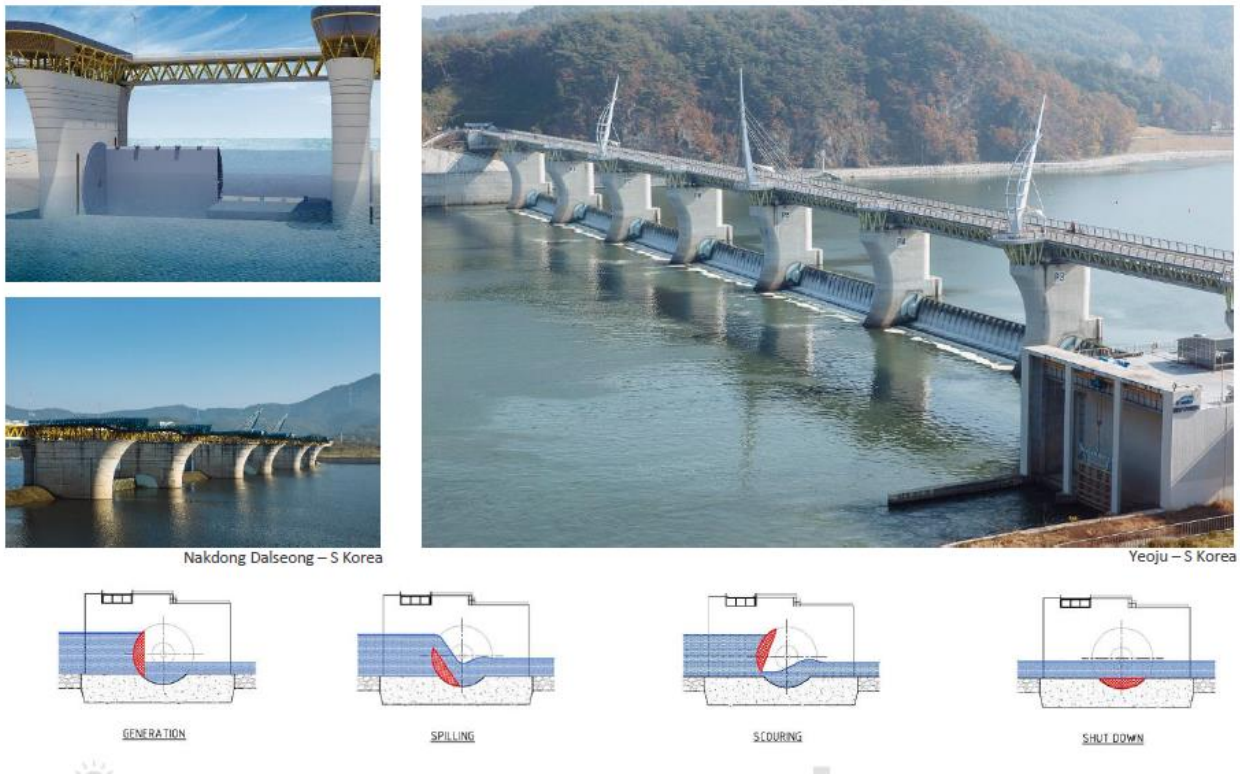 Nakdong Dalseong – S Korea
Yeoju – S Korea
GENERATION
SPILLING
SCOURING
SHUT DOWN